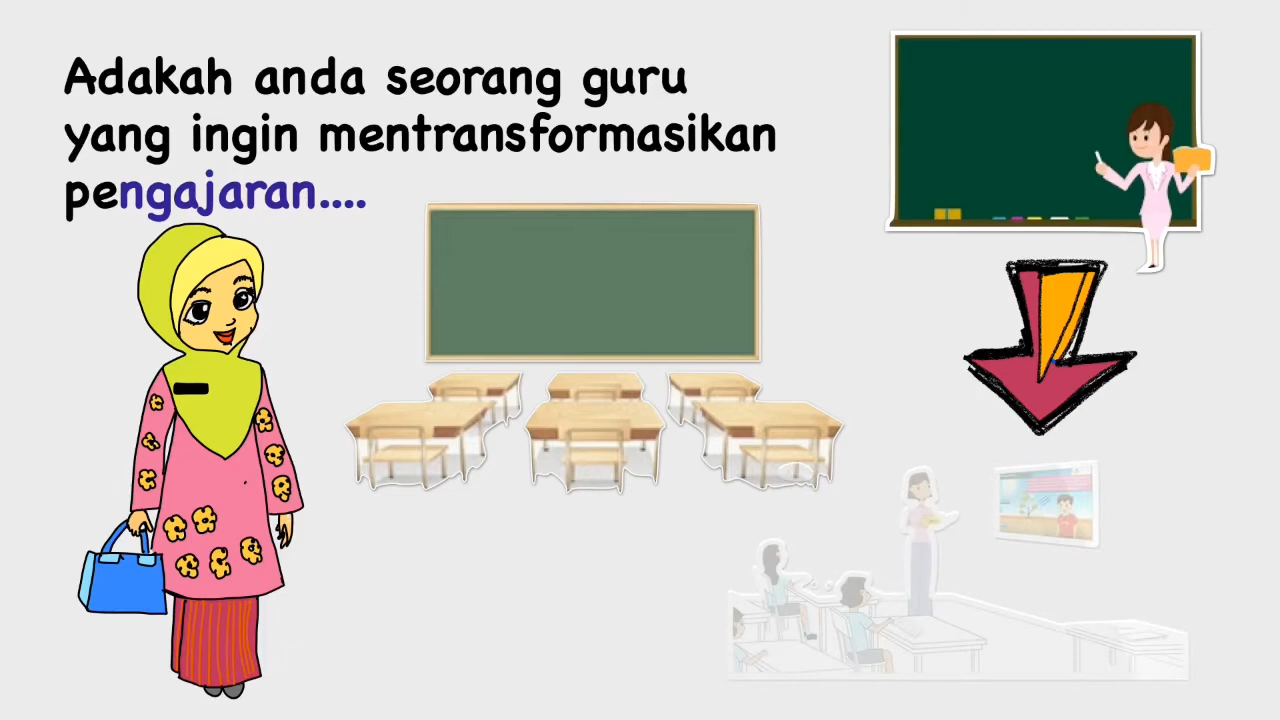 Adakah anda seorang guru
yang ingin mentransformasikan
pengajaran....